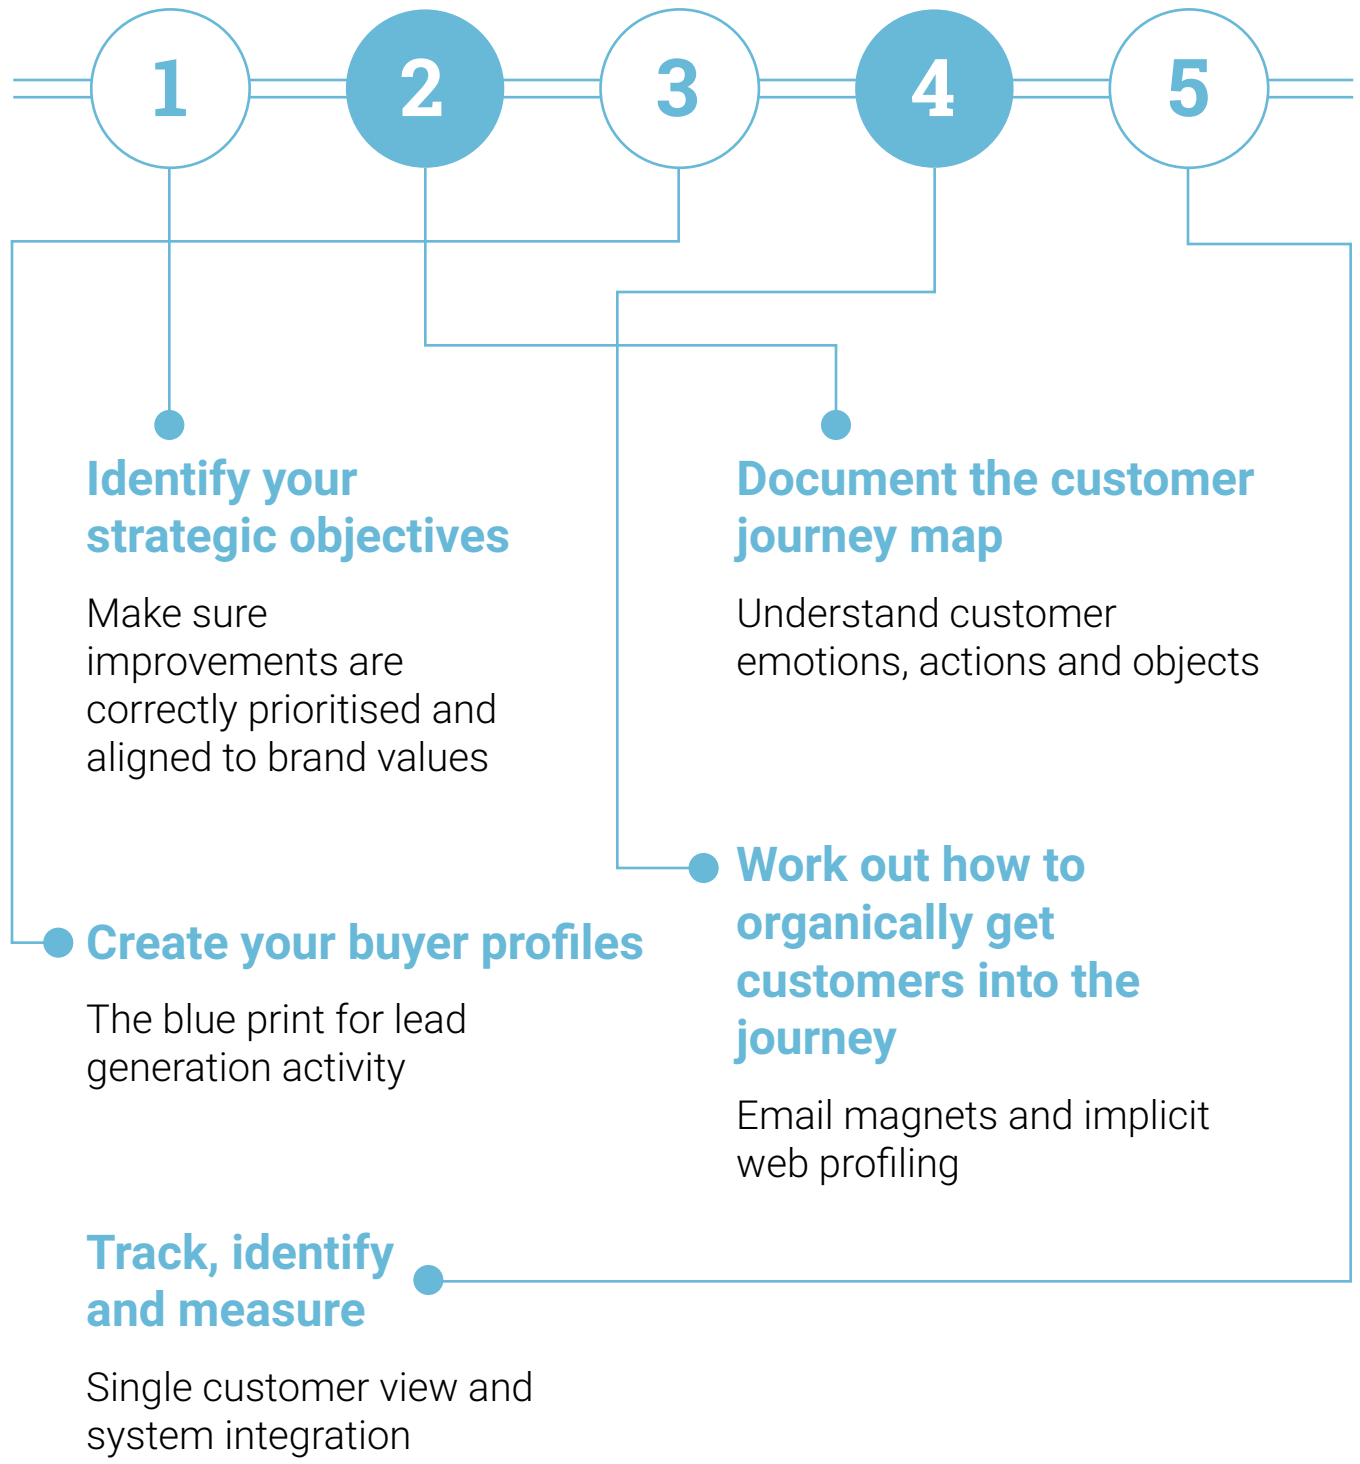 1
2
3
4
5
Identify your
strategic objectives
Make sure
improvements are
correctly prioritised and
aligned to brand values
Document the customer
journey map
Understand customer
emotions, actions and objects
Create your buyer profiles
The blue print for lead
generation activity
Work out how to
organically get
customers into the
journey
Email magnets and implicit
web profiling
Track, identify
and measure
Single customer view and
system integration